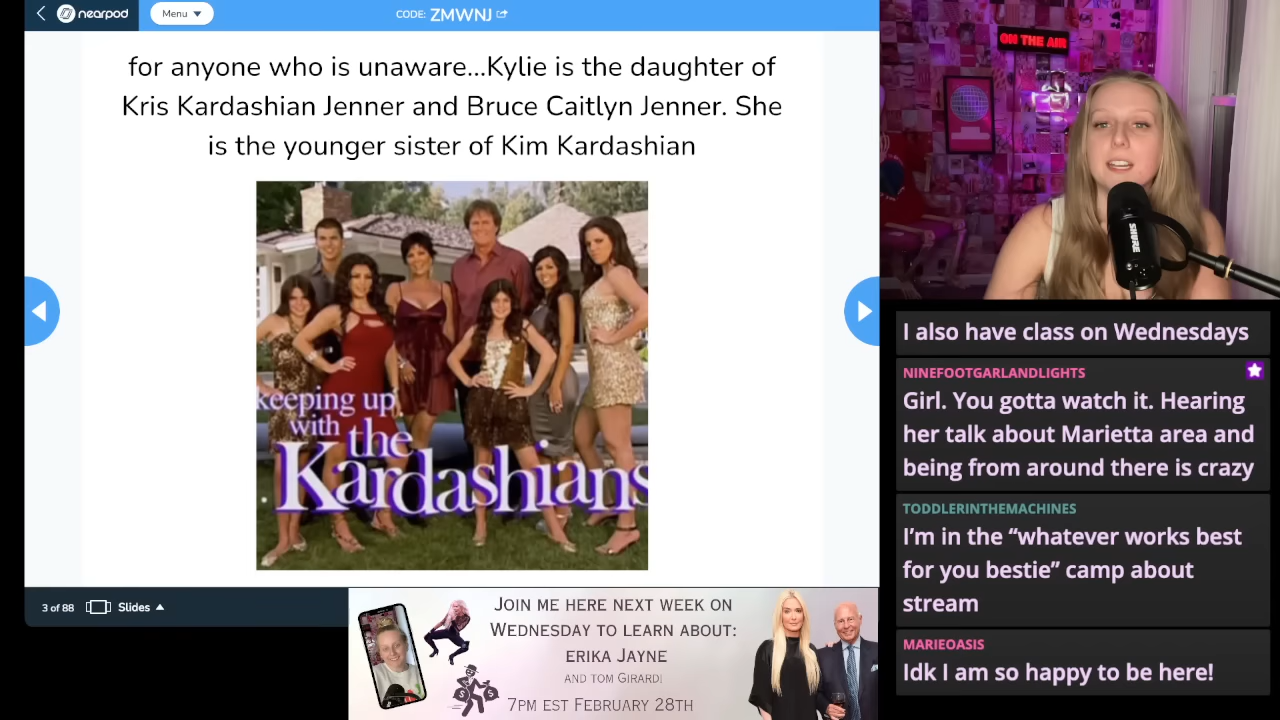 nearpod
Menu
CODE: ZMWNJ
for anyone who is unaware...Kylie is the daughter of
Kris Kardashian Jenner and Bruce Caitlyn Jenner. She
is the younger sister of Kim Kardashian
keeping up
with the
Kardashians
3 of 88
Slides
JOIN ME HERE NEXT WEEK ON
WEDNESDAY TO LEARN ABOUT:
ERIKA JAYNE
AND TOM GIRARDI
7PM EST FEBRUARY 28TH
ON THE AIR
SHURE
I also have class on Wednesdays
NINEFOOTGARLANDLIGHTS
Girl. You gotta watch it. Hearing
her talk about Marietta area and
being from around there is crazy
TODDLERINTHEMACHINES
I'm in the “whatever works best
for you bestie” camp about
stream
MARIEOASIS
Idk I am so happy to be here!